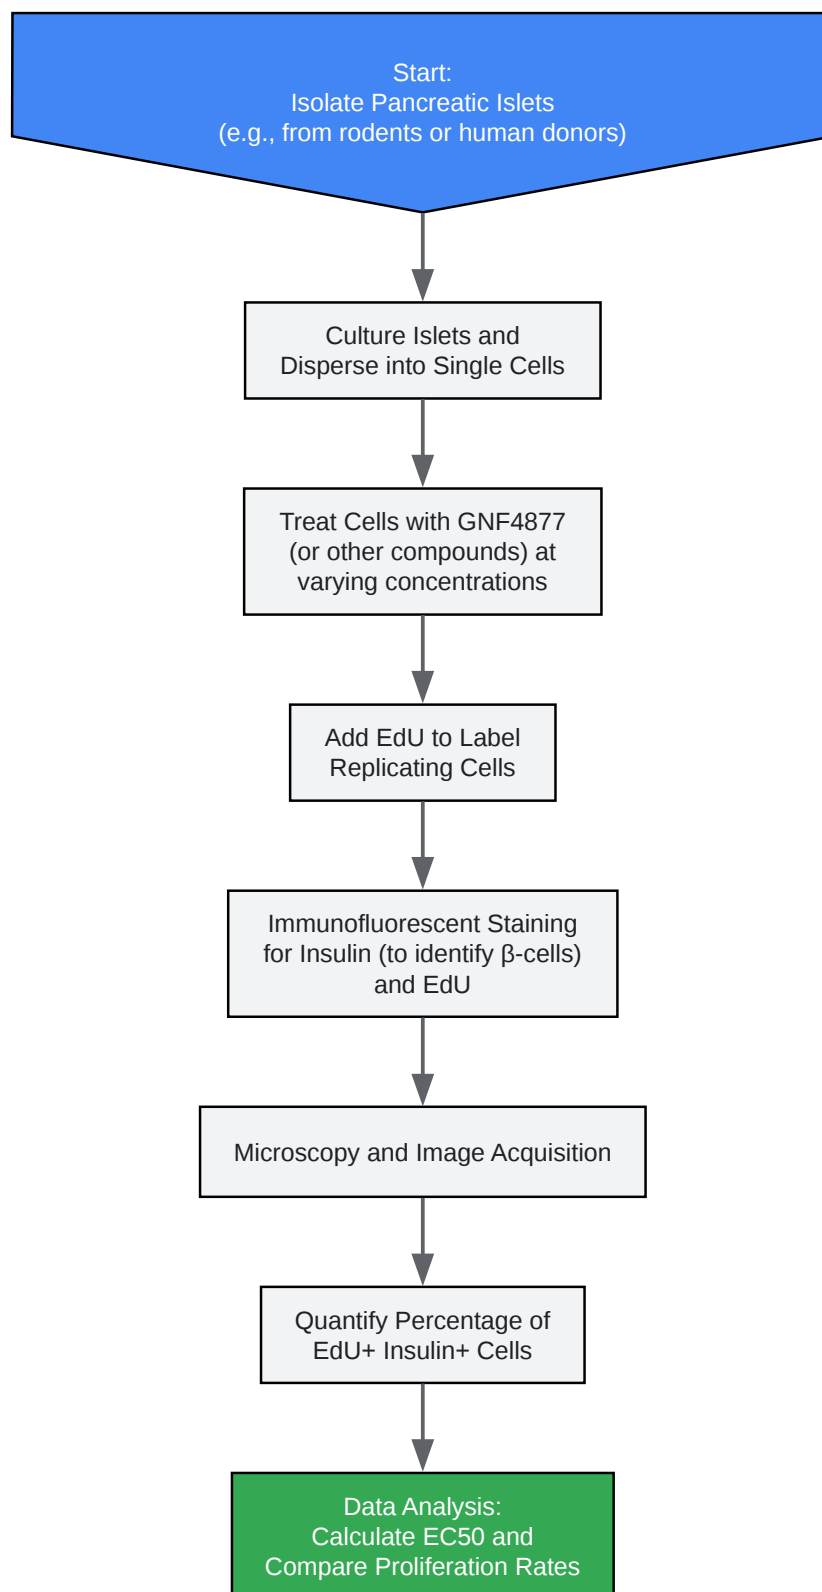 Start:
Isolate Pancreatic Islets
(e.g., from rodents or human donors)
Culture Islets and
Disperse into Single Cells
Treat Cells with GNF4877
(or other compounds) at
varying concentrations
Add EdU to Label
Replicating Cells
Immunofluorescent Staining
for Insulin (to identify β-cells)
and EdU
Microscopy and Image Acquisition
Quantify Percentage of
EdU+ Insulin+ Cells
Data Analysis:
Calculate EC50 and
Compare Proliferation Rates